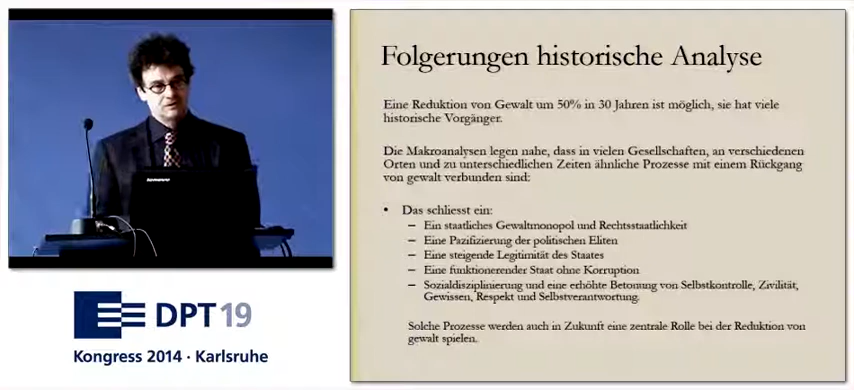 lenovo
DPT 19
Kongress 2014 · Karlsruhe
Folgerungen historische Analyse
Eine Reduktion von Gewalt um 50% in 30 Jahren ist möglich, sie hat viele
historische Vorgänger.
Die Makroanalysen legen nahe, dass in vielen Gesellschaften, an verschiedenen
Orten und zu unterschiedlichen Zeiten ähnliche Prozesse mit einem Rückgang
von gewalt verbunden sind:
• Das schliesst ein:
– Ein staatliches Gewaltmonopol und Rechtsstaatlichkeit
– Eine Pazifizierung der politischen Eliten
– Eine steigende Legitimität des Staates
– Eine funktionerender Staat ohne Korruption
– Sozialdisziplinierung und eine erhöhte Betonung von Selbstkontrolle, Zivilität,
Gewissen, Respekt und Selbstverantwortung.
Solche Prozesse werden auch in Zukunft eine zentrale Rolle bei der Reduktion von
gewalt spielen.